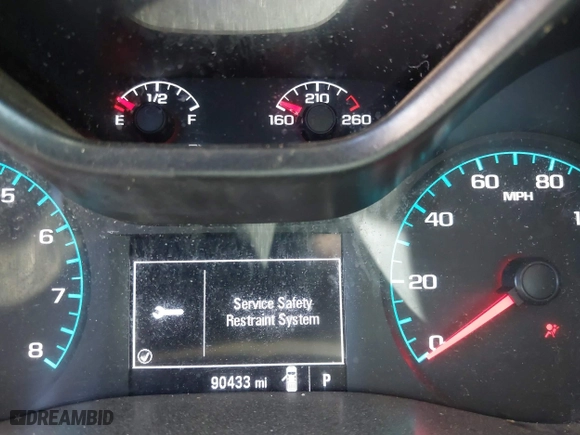 1/2
E F
210
160 260
5
6
7
8
Service Safety
Restraint System
90433 mi P
80
60
MPH
40
20
0
DREAMBID